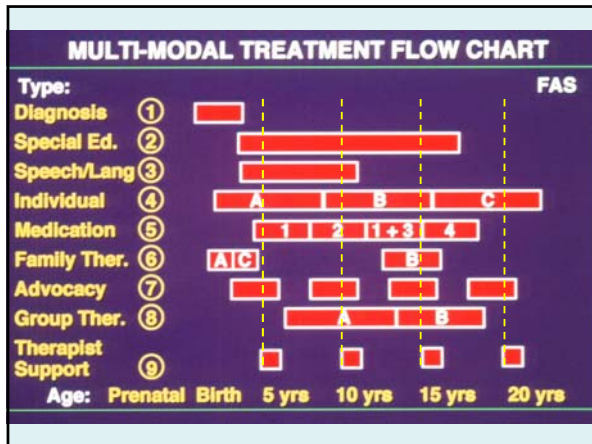 MULTI-MODAL TREATMENT FLOW CHART
Type: FAS
Diagnosis 1
Special Ed. 2
Speech/Lang 3
Individual 4 A B C
Medication 5 1 2 1+3 4
Family Ther. 6 A C B
Advocacy 7
Group Ther. 8 A B
Therapist
Support 9
Age: Prenatal Birth 5 yrs 10 yrs 15 yrs 20 yrs